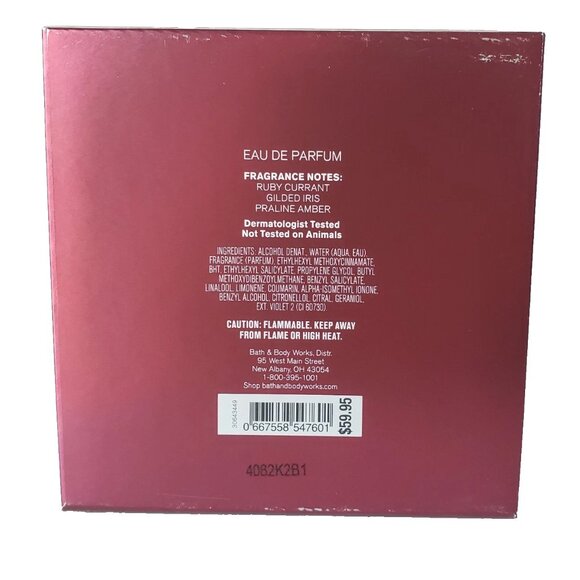 EAU DE PARFUM
FRAGRANCE NOTES:
RUBY CURRANT
GILDED IRIS
PRALINE AMBER
Dermatologist Tested
Not Tested on Animals
INGREDIENTS: ALCOHOL DENAT., WATER (AQUA, EAU),
FRAGRANCE (PARFUM), ETHYLHEXYL METHOXYCINNAMATE,
BHT, ETHYLHEXYL SALICYLATE, PROPYLENE GLYCOL, BUTYL
METHOXYDIBENZOYLMETHANE, BENZYL SALICYLATE,
LINALOOL, LIMONENE, COUMARIN, ALPHA-ISOMETHYL IONONE,
BENZYL ALCOHOL, CITRONELLOL, CITRAL, GERANIOL,
EXT. VIOLET 2 (CI 60730)
CAUTION: FLAMMABLE. KEEP AWAY
FROM FLAME OR HIGH HEAT.
Bath & Body Works, Distr.
95 West Main Street
New Albany, OH 43054
1-800-395-1001
Shop bathandbodyworks.com
30643449
0 667558 547601
$59.95
4082K2B1